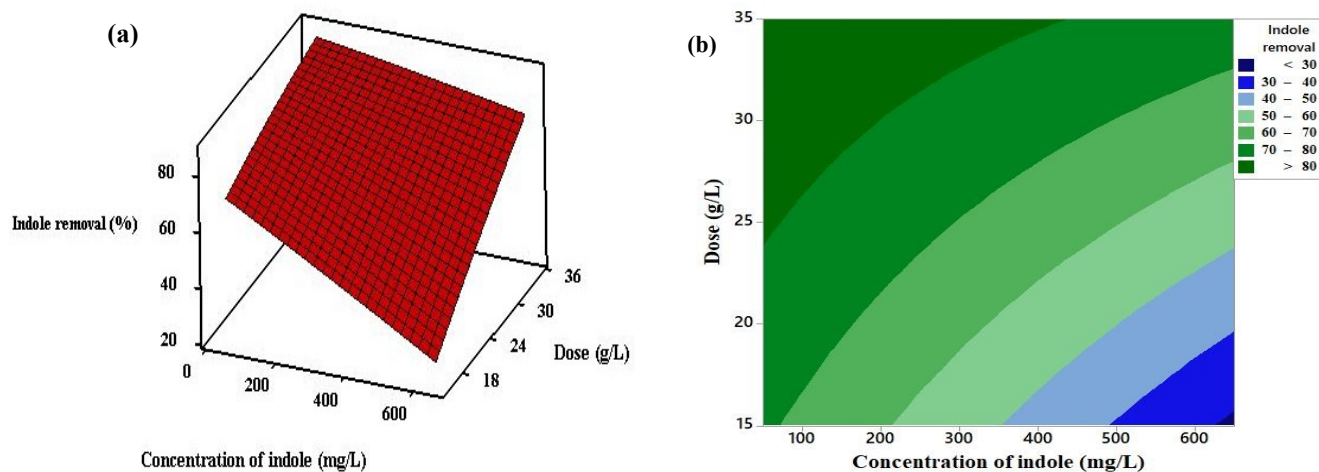 (a)
80
60
40
20
Indole removal (%)
0
200
400
600
Concentration of indole (mg/L)
18
24
30
36
Dose (g/L)
(b)
35
30
25
20
15
Dose (g/L)
100 200 300 400 500 600
Concentration of indole (mg/L)
Indole
removal
< 30
30 – 40
40 – 50
50 – 60
60 – 70
70 – 80
> 80